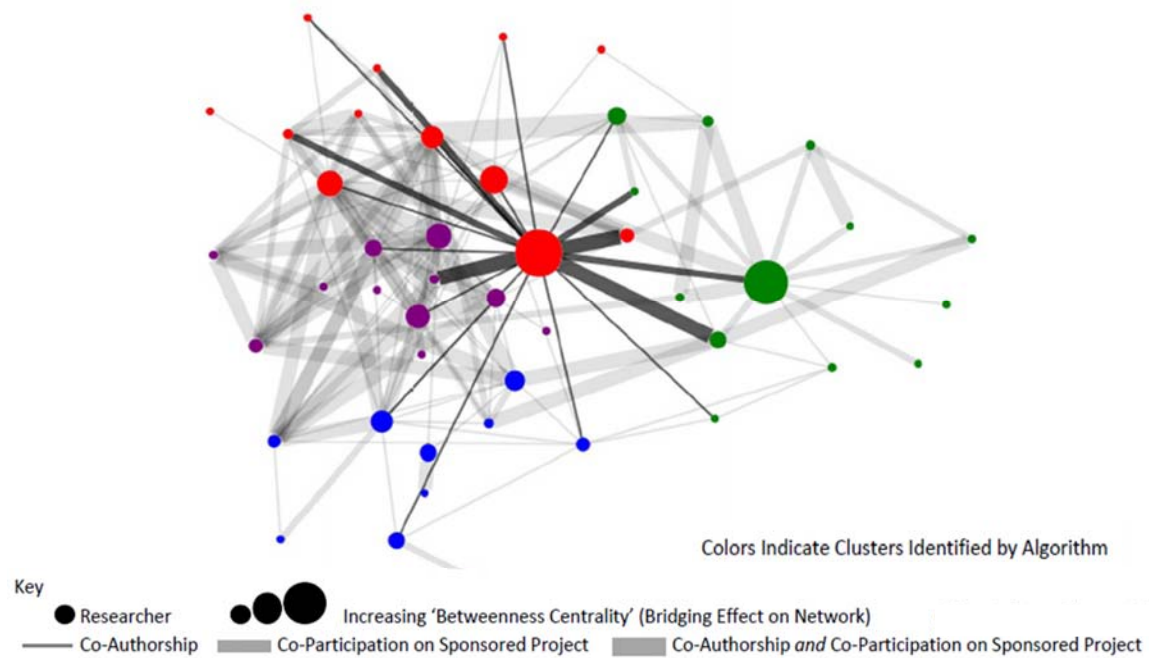 Colors Indicate Clusters Identified by Algorithm
Key
Researcher
Increasing ‘Betweenness Centrality’ (Bridging Effect on Network)
Co-Authorship
Co-Participation on Sponsored Project
Co-Authorship and Co-Participation on Sponsored Project